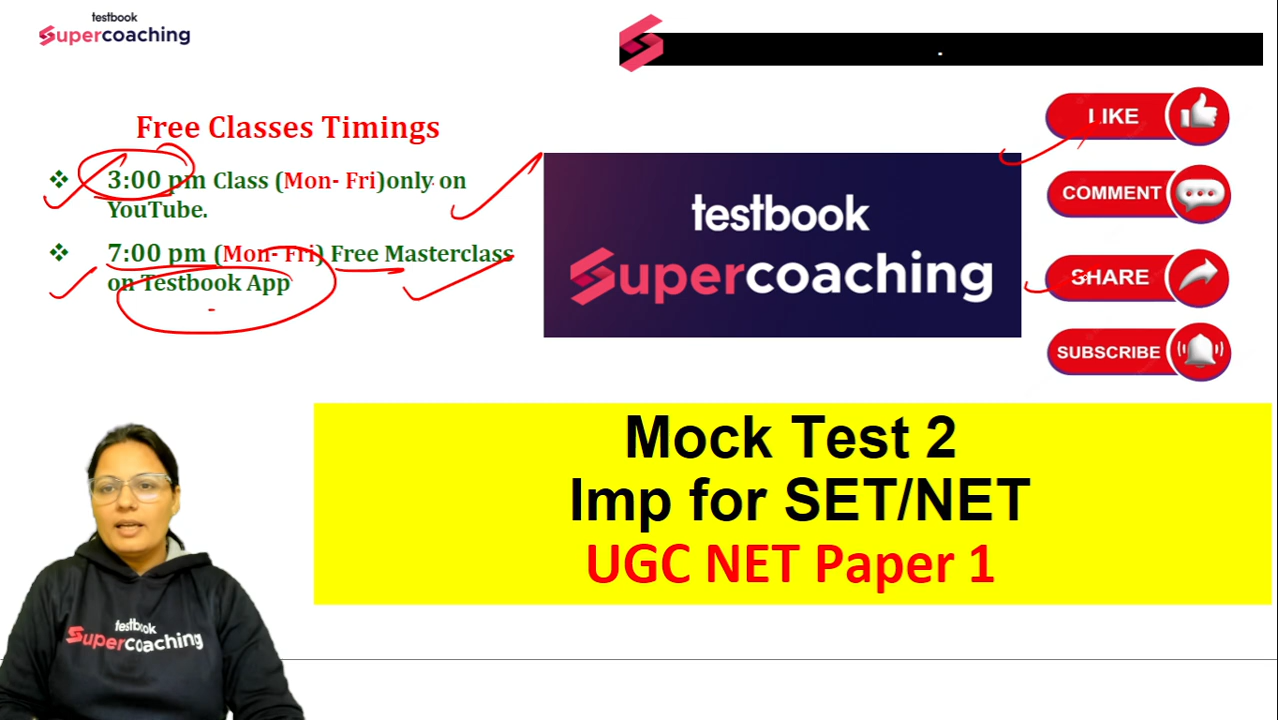 testbook
Supercoaching
Free Classes Timings
3:00 pm Class (Mon- Fri)only on
YouTube.
7:00 pm (Mon- Fri) Free Masterclass
on Testbook App
testbook
Supercoaching
LIKE
COMMENT
SHARE
SUBSCRIBE
Mock Test 2
Imp for SET/NET
UGC NET Paper 1
testbook
Supercoaching